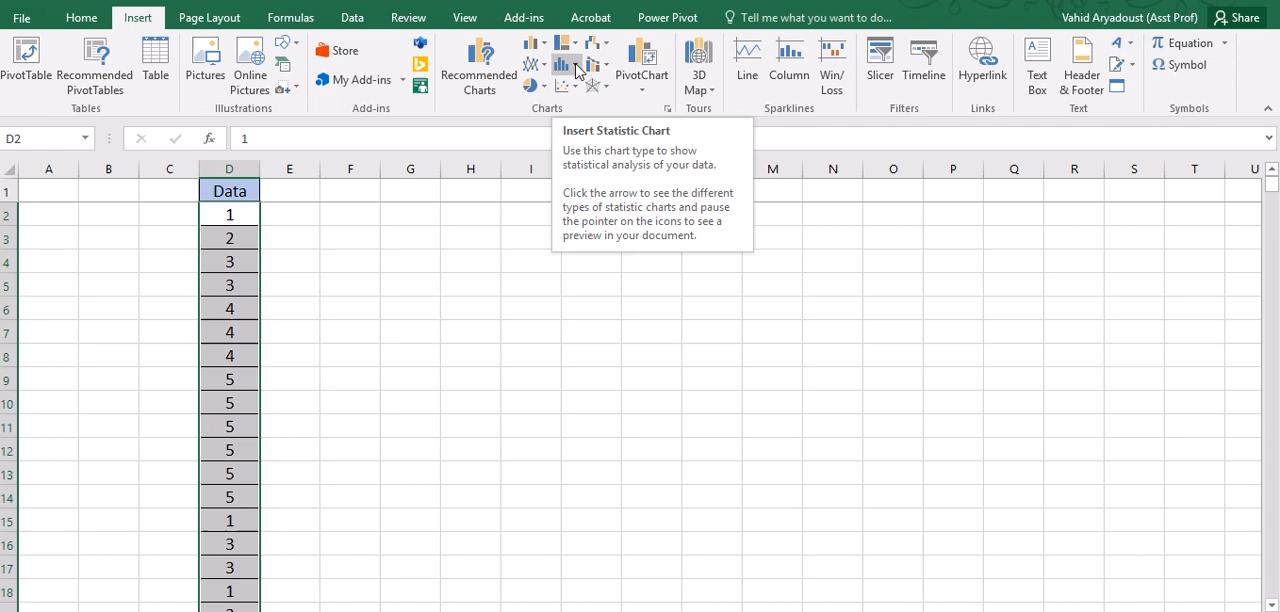 File Home Insert Page Layout Formulas Data Review View Add-ins Acrobat Power Pivot Tell me what you want to do... Vahid Aryadoust (Asst Prof) Share
PivotTable Recommended PivotTables Table
Tables
Pictures Online Pictures
Illustrations
Store
My Add-ins
Add-ins
Recommended Charts
PivotChart
Charts
3D Map
Tours
Line Column Win/Loss
Sparklines
Slicer Timeline
Filters
Hyperlink
Links
Text Box Header & Footer
Text
π Equation
Ω Symbol
Symbols
D2 fx 1
Insert Statistic Chart
Use this chart type to show
statistical analysis of your data.
Click the arrow to see the different
types of statistic charts and pause
the pointer on the icons to see a
preview in your document.
A B C D E F G H I M N O P Q R S T U
1 Data
2 1
3 2
4 3
5 3
6 4
7 4
8 4
9 5
10 5
11 5
12 5
13 5
14 5
15 1
16 3
17 3
18 1